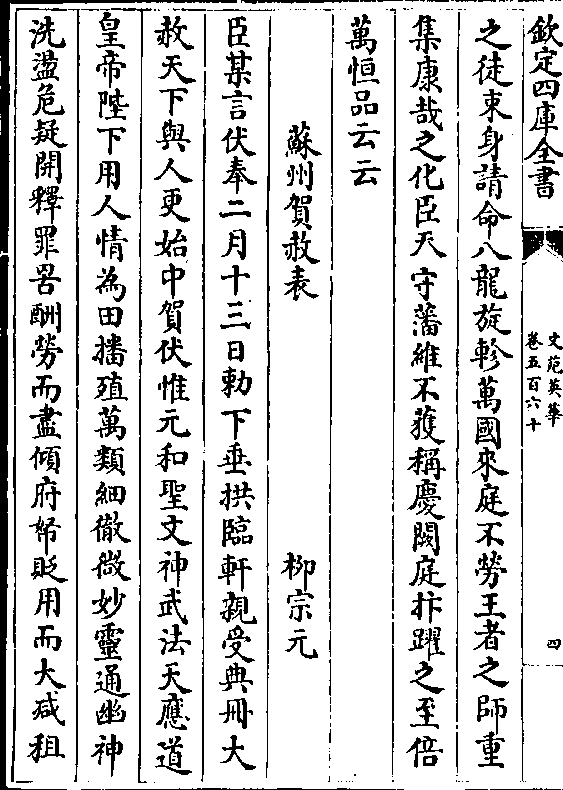 欽定四庫全書
文苑英華
卷五百六十
四
之徒束身請命八龍旋軫萬國來庭不勞王者之師重
集康哉之化臣夭守藩維不獲稱慶闕庭抃躍之至倍
萬恒品云云
蘇州賀赦表
柳宗元
臣某言伏奉二月十三日勅下垂拱臨軒親受典冊大
赦天下與人更始中賀伏惟元和聖文神武法天應道
皇帝陛下用人情為田播殖萬類細徹微妙靈通幽神
洗盪危疑開釋罪罟酬勞而盡傾府帑貶用而大減租